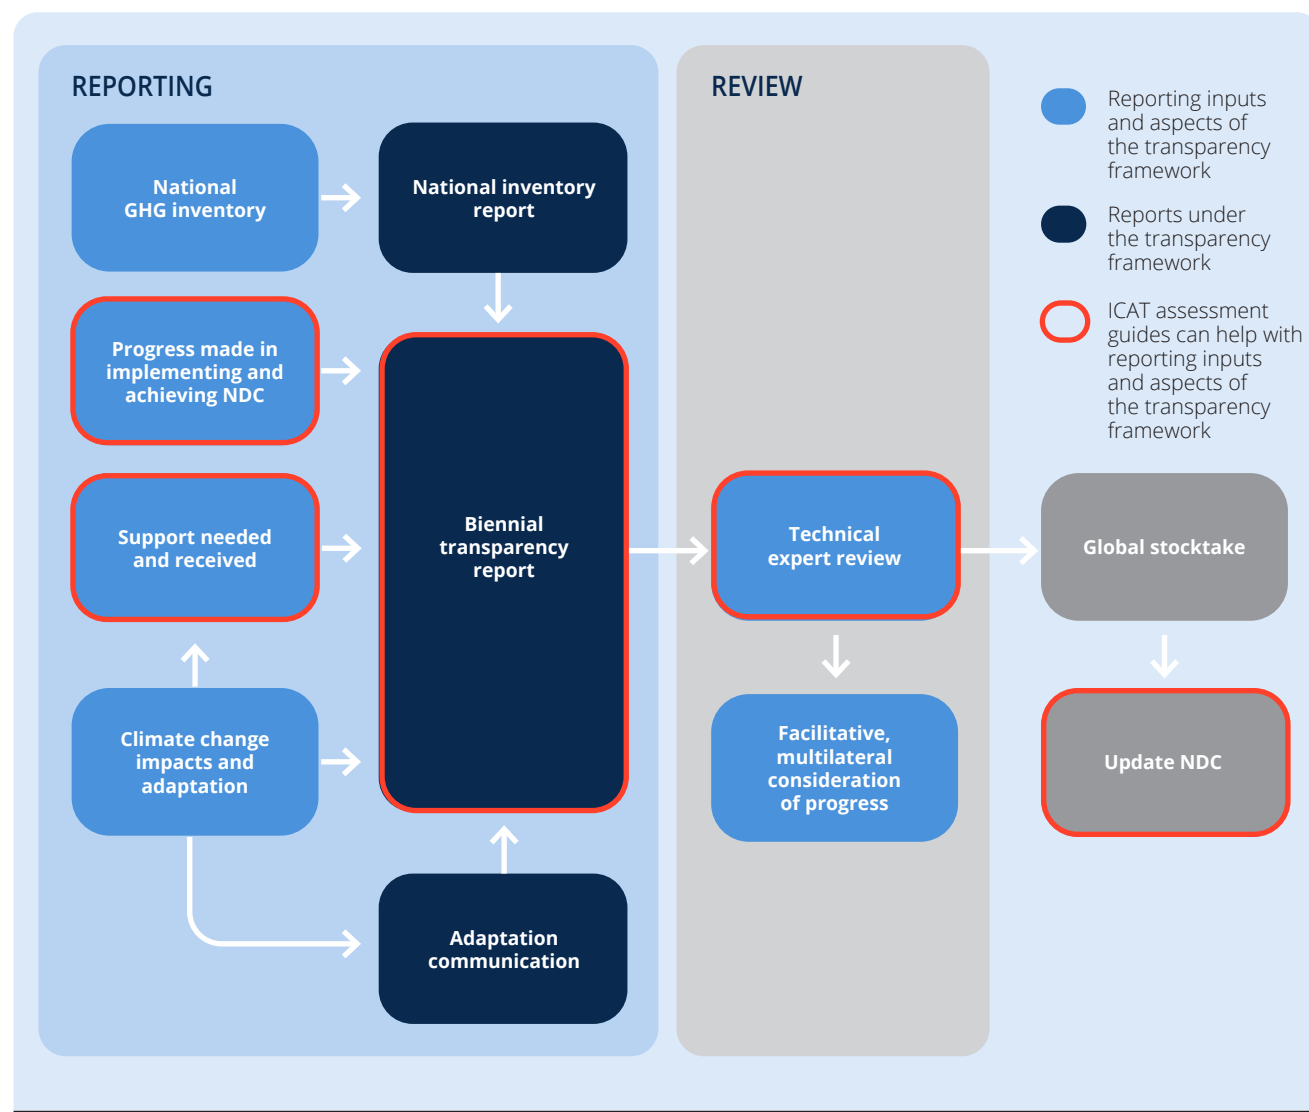 REPORTING
National
GHG inventory
National inventory
report
Progress made in
implementing and
achieving NDC
Support needed
and received
Biennial
transparency
report
Climate change
impacts and
adaptation
Adaptation
communication
REVIEW
Technical
expert review
Facilitative,
multilateral
consideration
of progress
Reporting inputs
and aspects of
the transparency
framework
Reports under
the transparency
framework
ICAT assessment
guides can help with
reporting inputs
and aspects of
the transparency
framework
Global stocktake
Update NDC